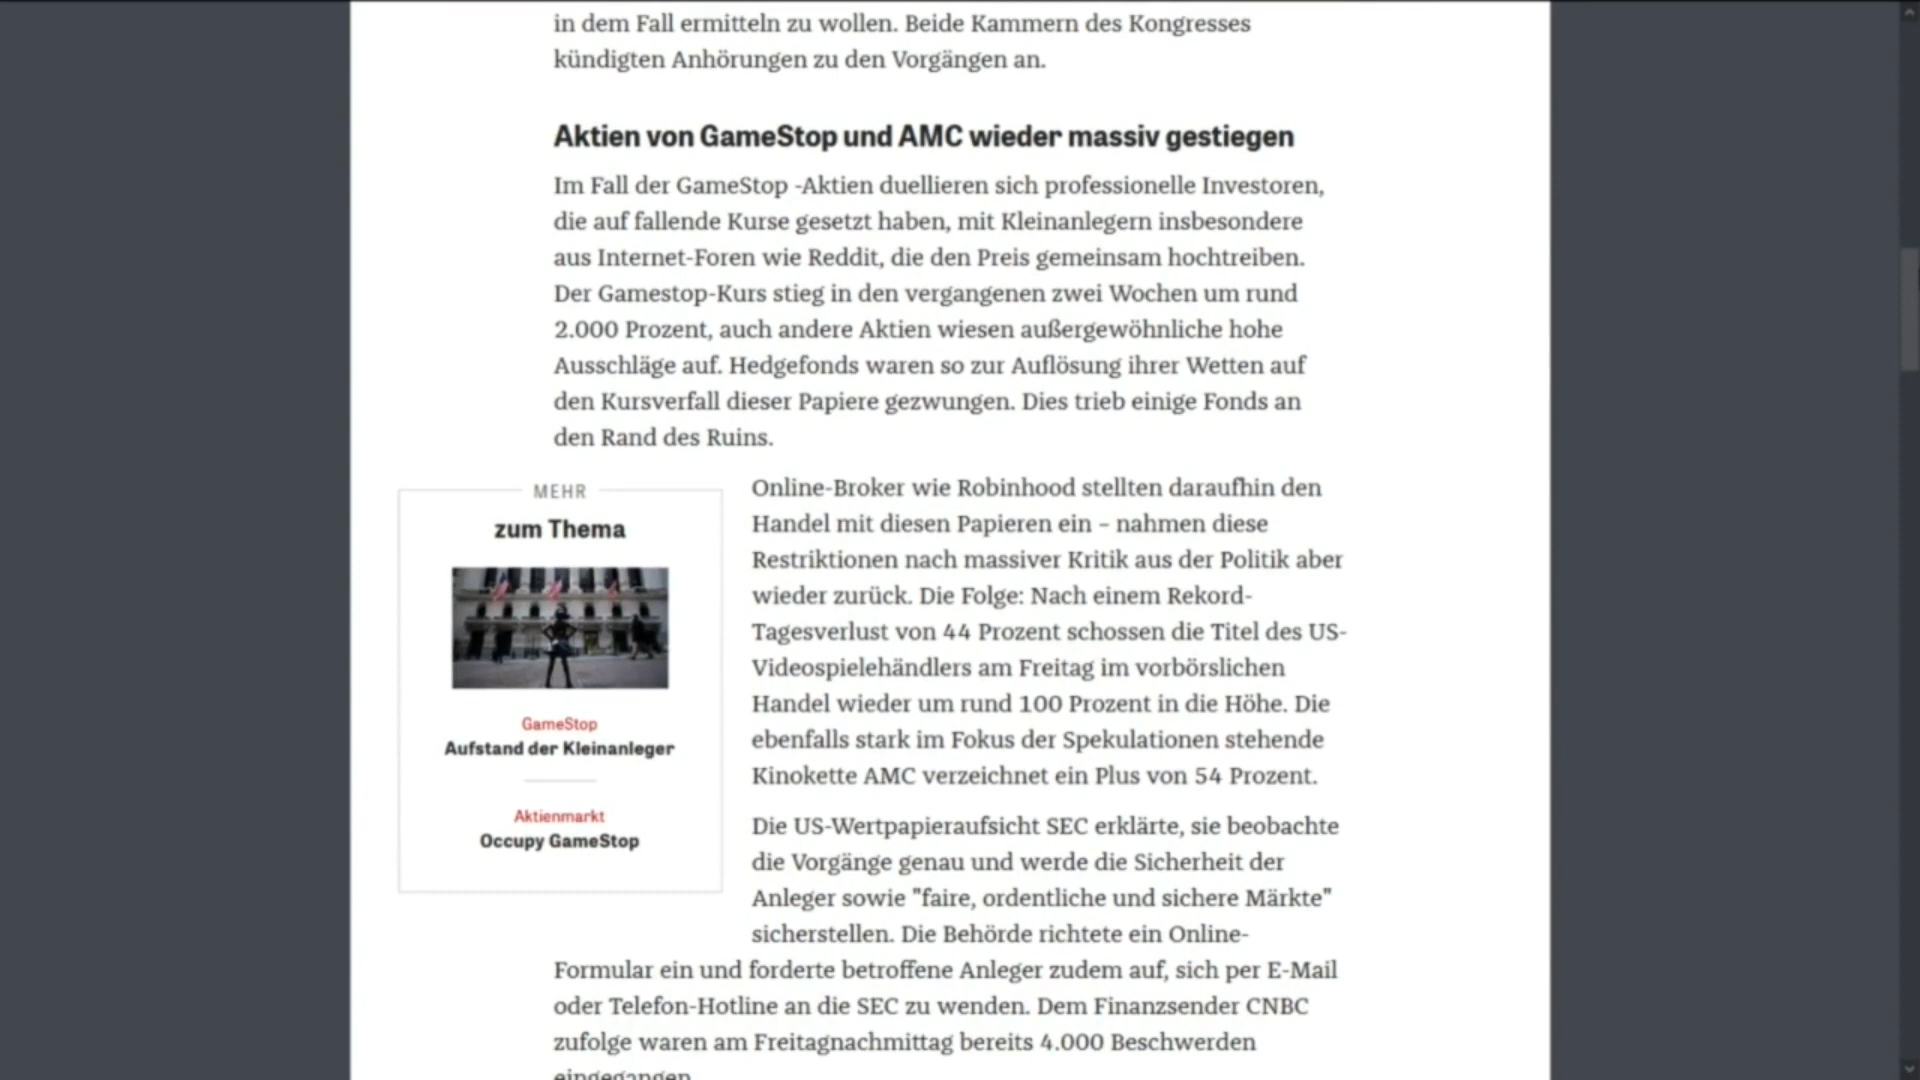 in dem Fall ermitteln zu wollen. Beide Kammern des Kongresses
kündigten Anhörungen zu den Vorgängen an.
Aktien von GameStop und AMC wieder massiv gestiegen
Im Fall der GameStop -Aktien duellieren sich professionelle Investoren,
die auf fallende Kurse gesetzt haben, mit Kleinanlegern insbesondere
aus Internet-Foren wie Reddit, die den Preis gemeinsam hochtreiben.
Der Gamestop-Kurs stieg in den vergangenen zwei Wochen um rund
2.000 Prozent, auch andere Aktien wiesen außergewöhnliche hohe
Ausschläge auf. Hedgefonds waren so zur Auflösung ihrer Wetten auf
den Kursverfall dieser Papiere gezwungen. Dies trieb einige Fonds an
den Rand des Ruins.
MEHR
zum Thema
GameStop
Aufstand der Kleinanleger
Aktienmarkt
Occupy GameStop
Online-Broker wie Robinhood stellten daraufhin den
Handel mit diesen Papieren ein – nahmen diese
Restriktionen nach massiver Kritik aus der Politik aber
wieder zurück. Die Folge: Nach einem Rekord-
Tagesverlust von 44 Prozent schossen die Titel des US-
Videospielehändlers am Freitag im vorbörslichen
Handel wieder um rund 100 Prozent in die Höhe. Die
ebenfalls stark im Fokus der Spekulationen stehende
Kinokette AMC verzeichnet ein Plus von 54 Prozent.
Die US-Wertpapieraufsicht SEC erklärte, sie beobachte
die Vorgänge genau und werde die Sicherheit der
Anleger sowie "faire, ordentliche und sichere Märkte"
sicherstellen. Die Behörde richtete ein Online-
Formular ein und forderte betroffene Anleger zudem auf, sich per E-Mail
oder Telefon-Hotline an die SEC zu wenden. Dem Finanzsender CNBC
zufolge waren am Freitagnachmittag bereits 4.000 Beschwerden
eingegangen